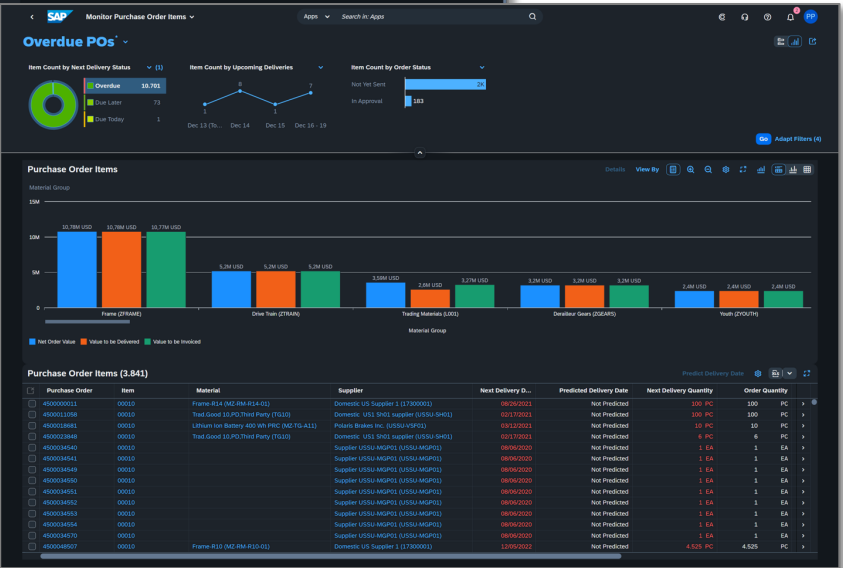 SAP Monitor Purchase Order Items Apps Search in: Apps 2 PP
Overdue POs*
Item Count by Next Delivery Status (1) Item Count by Upcoming Deliveries Item Count by Order Status
Overdue 10.701
Due Later 73
Due Today 1
8 7
1 1
Dec 13 (To... Dec 14 Dec 15 Dec 16 - 19
Not Yet Sent 2K
In Approval 183
Go Adapt Filters (4)
Purchase Order Items Details View By
Material Group
15M
10M
5M
0
10,78M USD 10,78M USD 10,77M USD
5,2M USD 5,2M USD 5,2M USD
3,59M USD 2,6M USD 3,27M USD
3,2M USD 3,2M USD 3,2M USD
2,4M USD 2,4M USD 2,4M USD
Frame (ZFRAME) Drive Train (ZTRAIN) Trading Materials (L001) Derailleur Gears (ZGEARS) Youth (ZYOUTH)
Material Group
Net Order Value Value to be Delivered Value to be Invoiced
Purchase Order Items (3.841) Predict Delivery Date
Purchase Order Item Material Supplier Next Delivery D... Predicted Delivery Date Next Delivery Quantity Order Quantity
4500000011 00010 Frame-R14 (MZ-RM-R14-01) Domestic US Supplier 1 (17300001) 09/26/2021 Not Predicted 100 PC 100 PC
4500011058 00010 Trad.Good 10,PD,Third Party (TG10) Domestic US1 Sh01 supplier (USSU-SH01) 02/17/2021 Not Predicted 100 PC 100 PC
4500018681 00010 Lithium Ion Battery 400 Wh PRC (MZ-TG-A11) Polaris Brakes Inc. (USSU-VSF01) 03/12/2021 Not Predicted 10 PC 10 PC
4500023848 00010 Trad.Good 10,PD,Third Party (TG10) Domestic US1 Sh01 supplier (USSU-SH01) 02/17/2021 Not Predicted 6 PC 6 PC
4500034540 00010 Supplier USSU-MGP01 (USSU-MGP01) 08/06/2020 Not Predicted 1 EA 1 EA
4500034541 00010 Supplier USSU-MGP01 (USSU-MGP01) 08/06/2020 Not Predicted 1 EA 1 EA
4500034549 00010 Supplier USSU-MGP01 (USSU-MGP01) 08/06/2020 Not Predicted 1 EA 1 EA
4500034550 00010 Supplier USSU-MGP01 (USSU-MGP01) 08/06/2020 Not Predicted 1 EA 1 EA
4500034551 00010 Supplier USSU-MGP01 (USSU-MGP01) 08/06/2020 Not Predicted 1 EA 1 EA
4500034552 00010 Supplier USSU-MGP01 (USSU-MGP01) 08/06/2020 Not Predicted 1 EA 1 EA
4500034553 00010 Supplier USSU-MGP01 (USSU-MGP01) 08/06/2020 Not Predicted 1 EA 1 EA
4500034554 00010 Supplier USSU-MGP01 (USSU-MGP01) 08/06/2020 Not Predicted 1 EA 1 EA
4500034570 00010 Supplier USSU-MGP01 (USSU-MGP01) 08/06/2020 Not Predicted 1 EA 1 EA
4500048507 00010 Frame-R10 (MZ-RM-R10-01) Domestic US Supplier 1 (17300001) 12/05/2022 Not Predicted 4.525 PC 4.525 PC